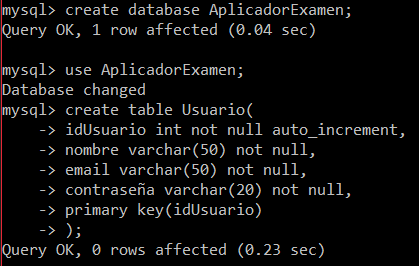 mysql> create database AplicadorExamen;
Query OK, 1 row affected (0.04 sec)
mysql> use AplicadorExamen;
Database changed
mysql> create table Usuario(
    -> idUsuario int not null auto_increment,
    -> nombre varchar(50) not null,
    -> email varchar(50) not null,
    -> contraseña varchar(20) not null,
    -> primary key(idUsuario)
    -> );
Query OK, 0 rows affected (0.23 sec)